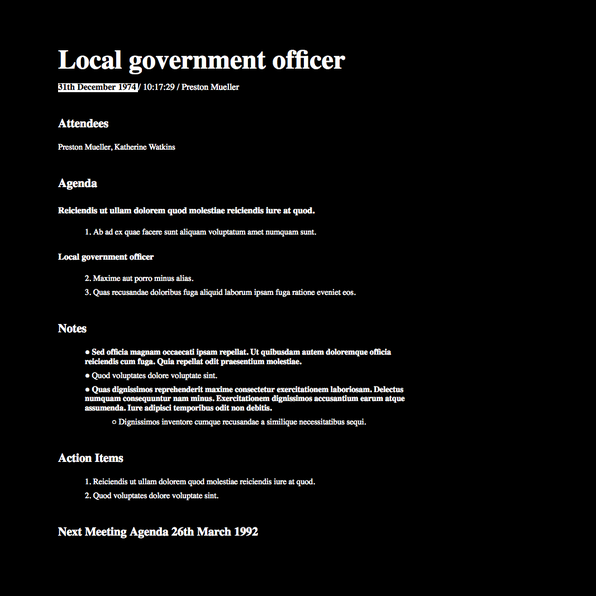 Local government officer
31th December 1974 / 10:17:29 / Preston Mueller
Attendees
Preston Mueller, Katherine Watkins
Agenda
Reiciendis ut ullam dolorem quod molestiae reiciendis iure at quod.
1. Ab ad ex quae facere sunt aliquam voluptatum amet numquam sunt.
Local government officer
2. Maxime aut porro minus alias.
3. Quas recusandae doloribus fuga aliquid laborum ipsam fuga ratione eveniet eos.
Notes
● Sed officia magnam occaecati ipsam repellat. Ut quibusdam autem doloremque officia
reiciendis cum fuga. Quia repellat odit praesentium molestiae.
● Quod voluptates dolore voluptate sint.
● Quas dignissimos reprehenderit maxime consectetur exercitationem laboriosam. Delectus
numquam consequuntur nam minus. Exercitationem dignissimos accusantium earum atque
assumenda. Iure adipisci temporibus odit non debitis.
○ Dignissimos inventore cumque recusandae a similique necessitatibus sequi.
Action Items
1. Reiciendis ut ullam dolorem quod molestiae reiciendis iure at quod.
2. Quod voluptates dolore voluptate sint.
Next Meeting Agenda 26th March 1992